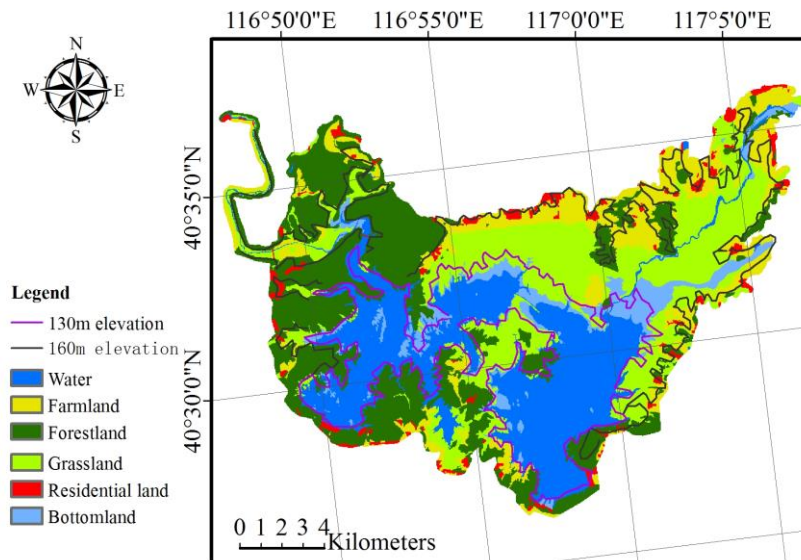 116°50'0"E 116°55'0"E 117°0'0"E 117°5'0"E
N
W E
S
40°35'0"N
40°30'0"N
Legend
130m elevation
160m elevation
Water
Farmland
Forestland
Grassland
Residential land
Bottomland
0 1 2 3 4
Kilometers